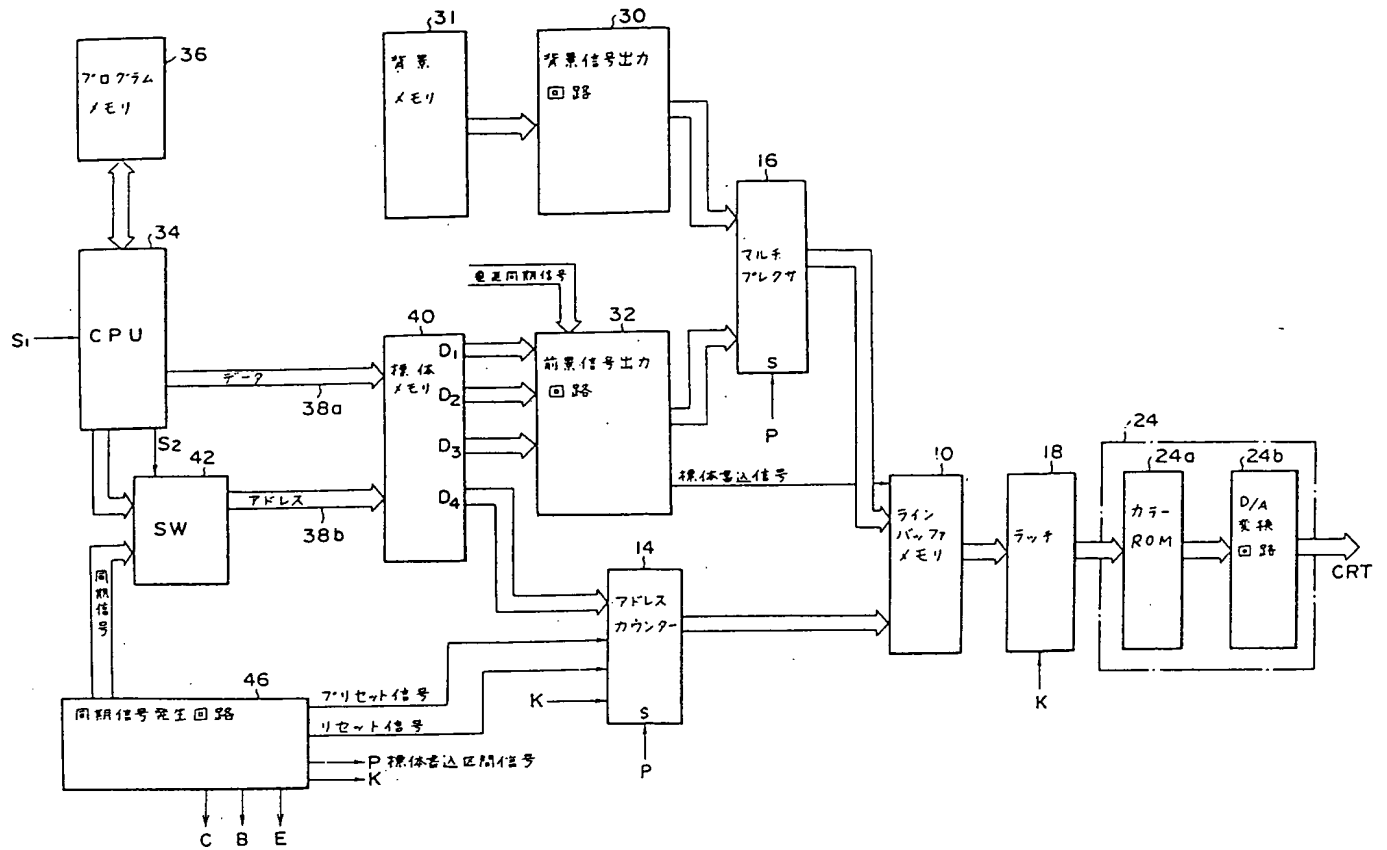 31
30
36
プログラム
メモリ
背景
メモリ
背景信号出力
回路
16
マルチ
プレクサ
S
P
34
CPU
S1
S2
データ
38a
垂直同期信号
40
標体
メモリ
D1
D2
D3
D4
32
前景信号出力
回路
標体書込信号
42
SW
アドレス
38b
同期信号
14
アドレス
カウンター
K
S
P
10
ライン
バッファ
メモリ
18
ラッチ
K
24
24a
カラー
ROM
24b
D/A
変換
回路
CRT
46
同期信号発生回路
プリセット信号
リセット信号
P 標体書込区間信号
K
C B E